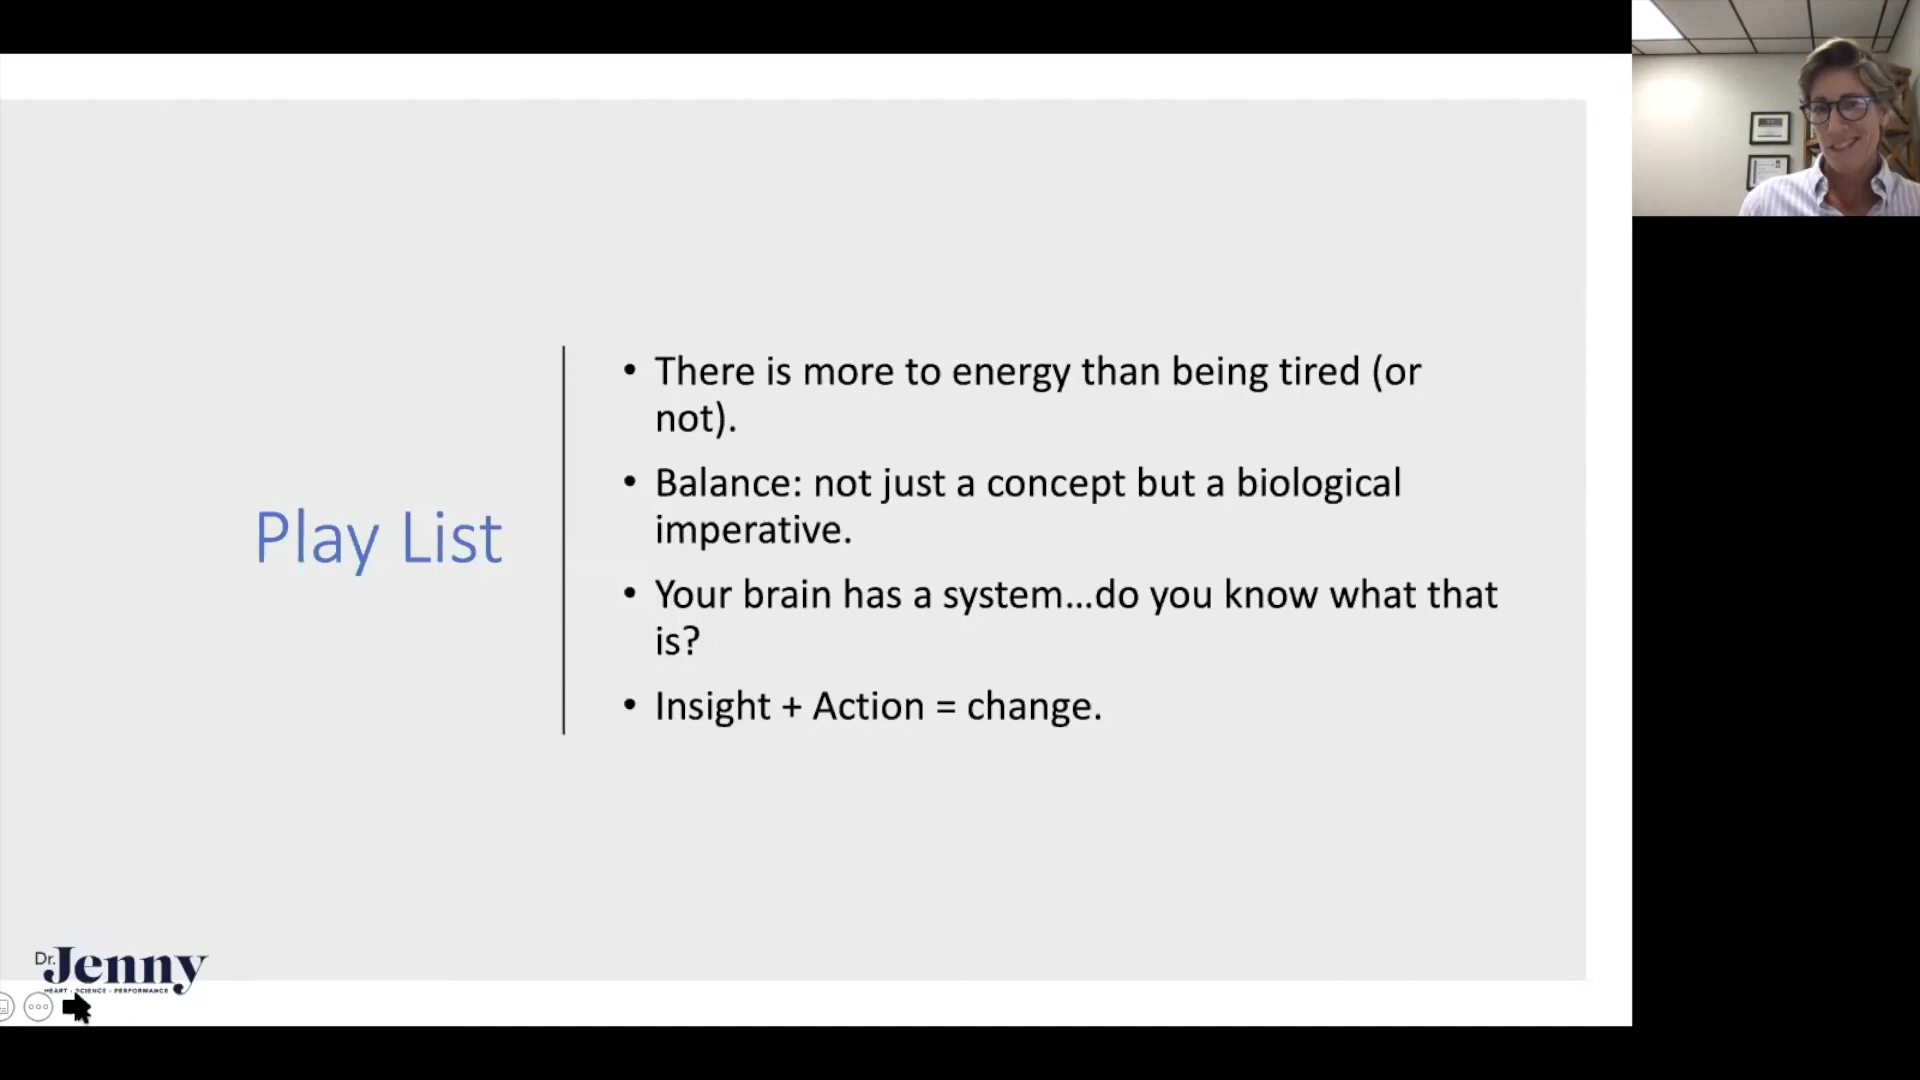 Play List
• There is more to energy than being tired (or
not).
• Balance: not just a concept but a biological
imperative.
• Your brain has a system...do you know what that
is?
• Insight + Action = change.
Dr. Jenny
HEART - SCIENCE - PERFORMANCE